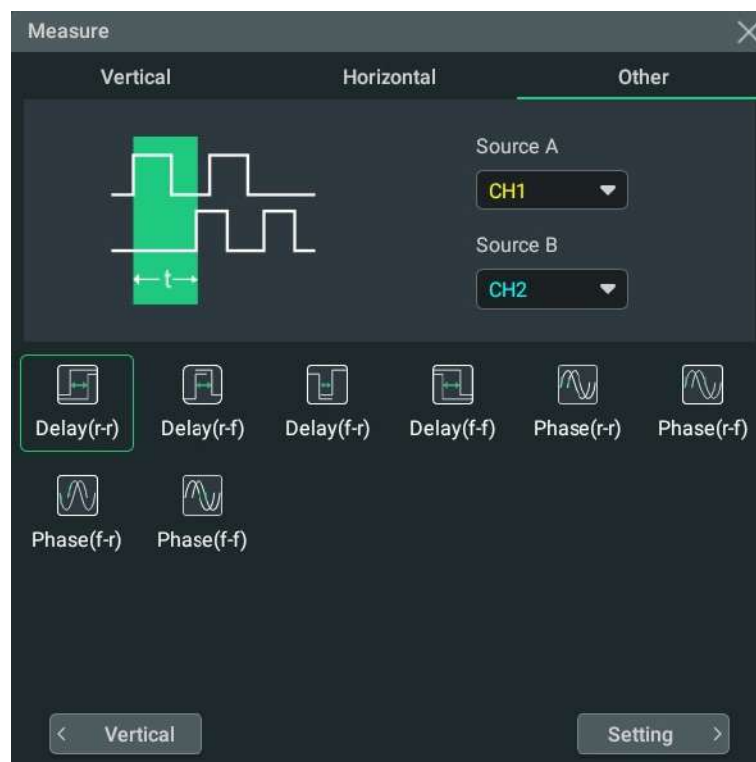 Measure
Vertical Horizontal Other
Source A
CH1
Source B
CH2
t
Delay(r-r) Delay(r-f) Delay(f-r) Delay(f-f) Phase(r-r) Phase(r-f)
Phase(f-r) Phase(f-f)
< Vertical Setting >